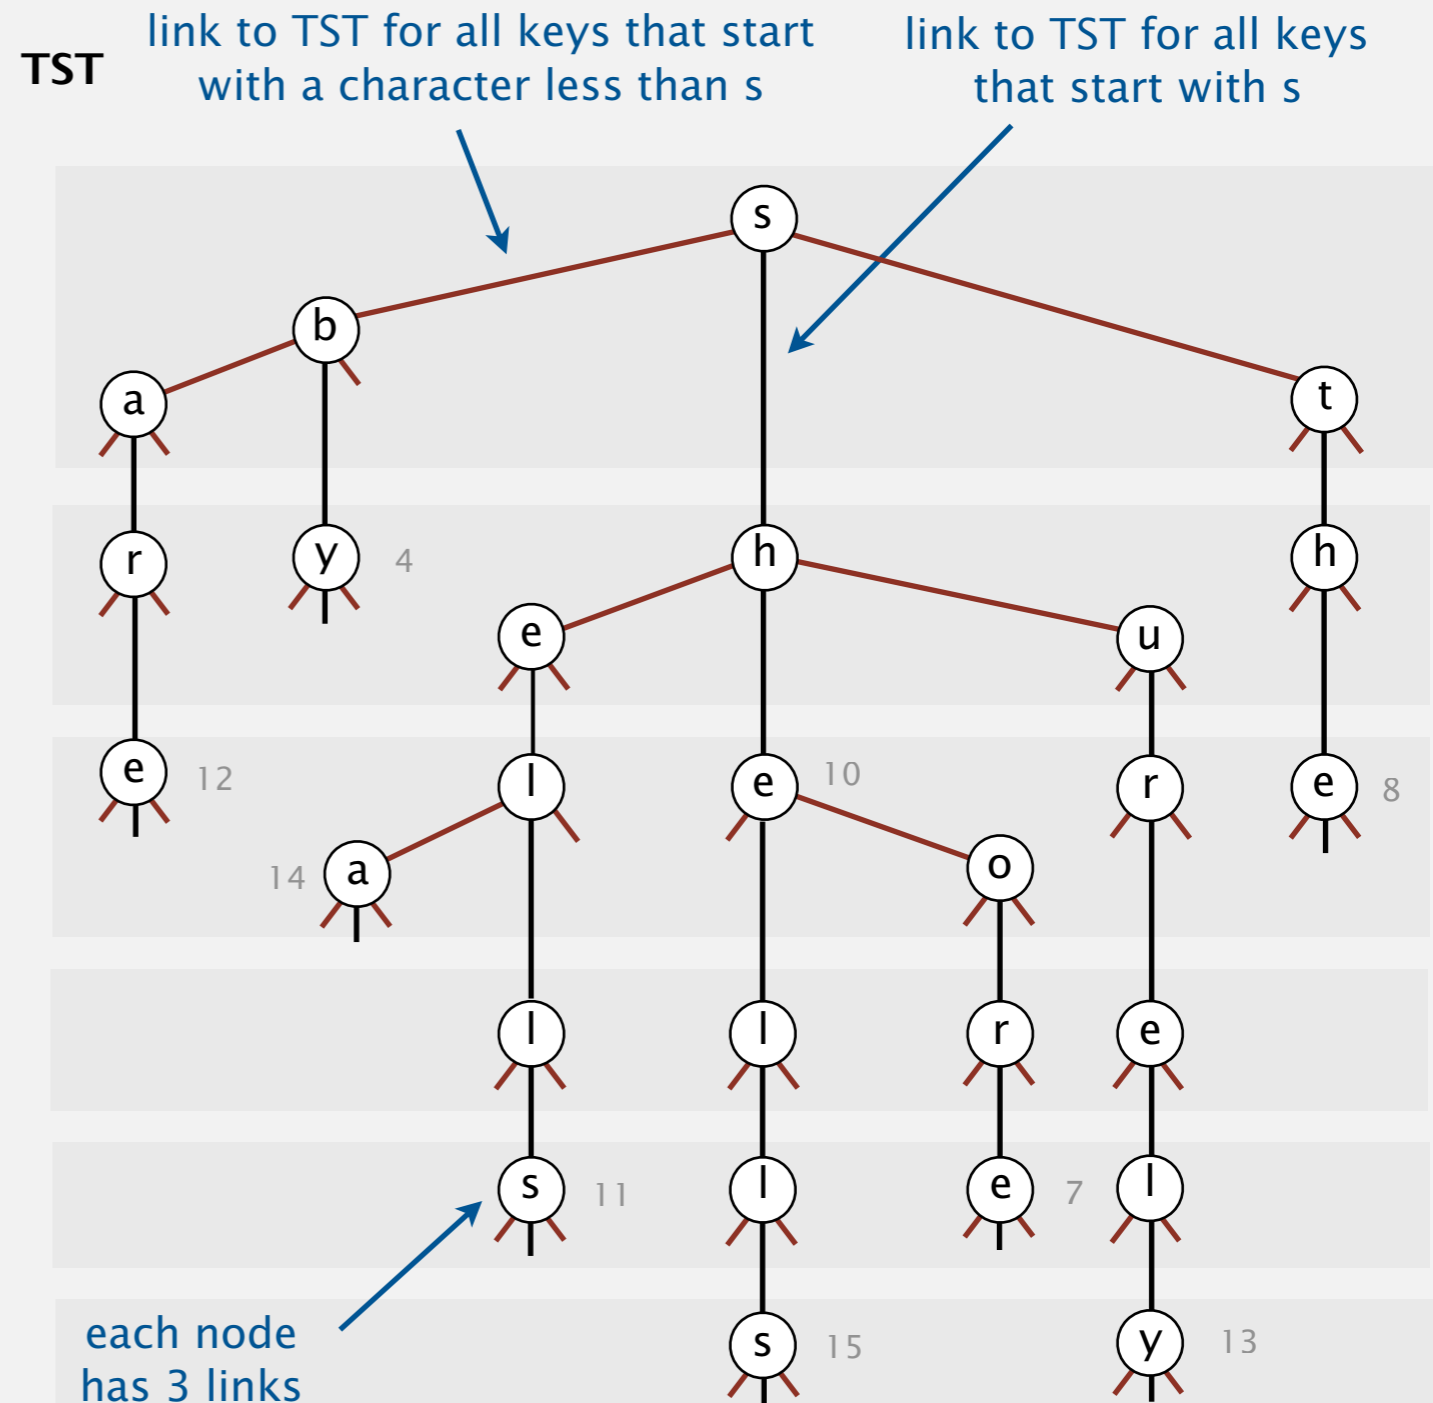 link to TST for all keys that start
with a character less than s
link to TST for all keys
that start with s
TST
s
b
a
t
r
y 4
h
h
e
u
e 12
l
e 10
r
e 8
14 a
o
l
l
r
e
s 11
l
e 7
l
each node
has 3 links
s 15
y 13